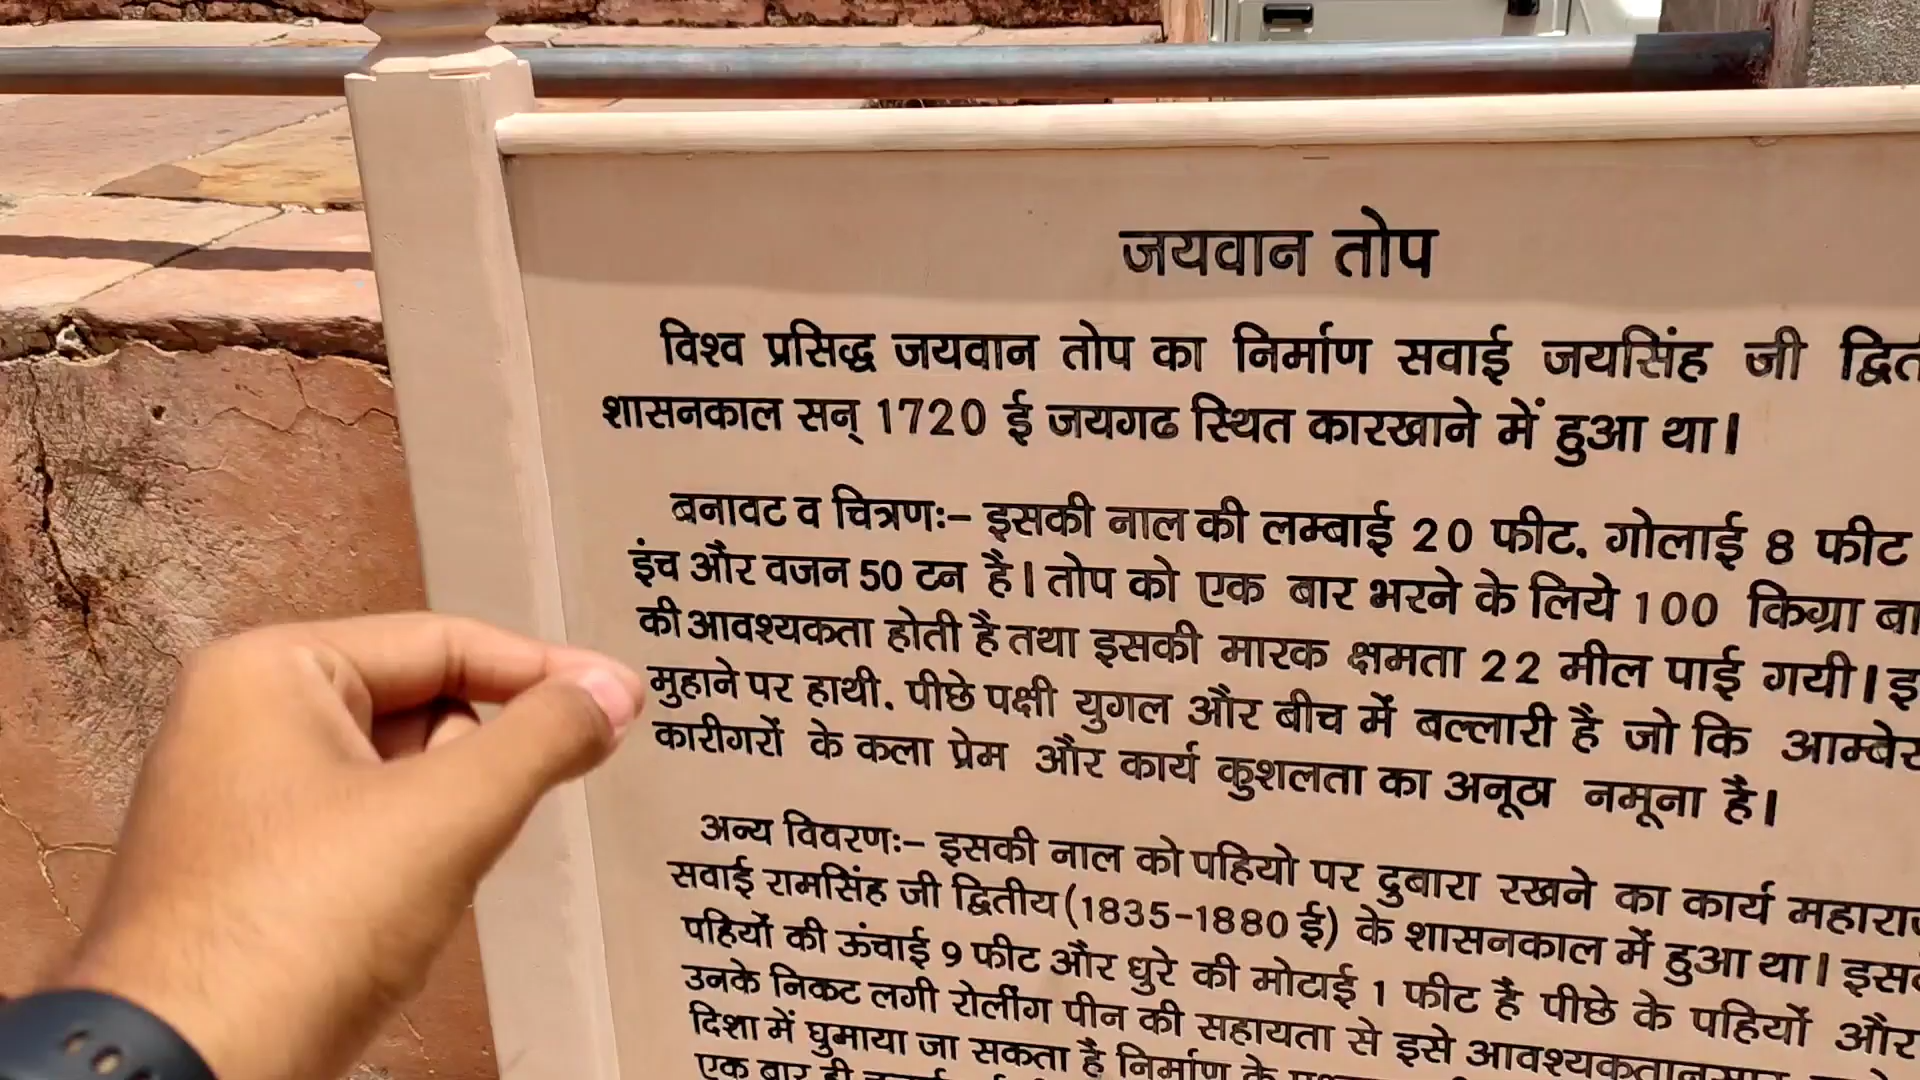 जयवान तोप
विश्व प्रसिद्ध जयवान तोप का निर्माण सवाई जयसिंह जी
शासनकाल सन् 1720 ई जयगढ स्थित कारखाने में हुआ था।
बनावट व चित्रणः- इसकी नाल की लम्बाई 20 फीट. गोलाई 8 फीट
इंच और वजन 50 टन है। तोप को एक बार भरने के लिये 100 किग्रा
की आवश्यकता होती है तथा इसकी मारक क्षमता 22 मील पाई गयी।
मुहाने पर हाथी. पीछे पक्षी युगल और बीच में बल्लारी है जो कि आम्बेर
कारीगरों के कला प्रेम और कार्य कुशलता का अनूठा नमूना है।
अन्य विवरणः- इसकी नाल को पहियो पर दुबारा रखने का कार्य
सवाई रामसिंह जी द्वितीय (1835-1880 ई) के शासनकाल में हुआ था।
पहियों की ऊंचाई 9 फीट और धुरे की मोटाई 1 फीट है पीछे के पहियों और
उनके निकट लगी रोलींग पीन की सहायता से इसे आवश्यकतानुसार
दिशा में घुमाया जा सकता है निर्माण के
एक बार ही